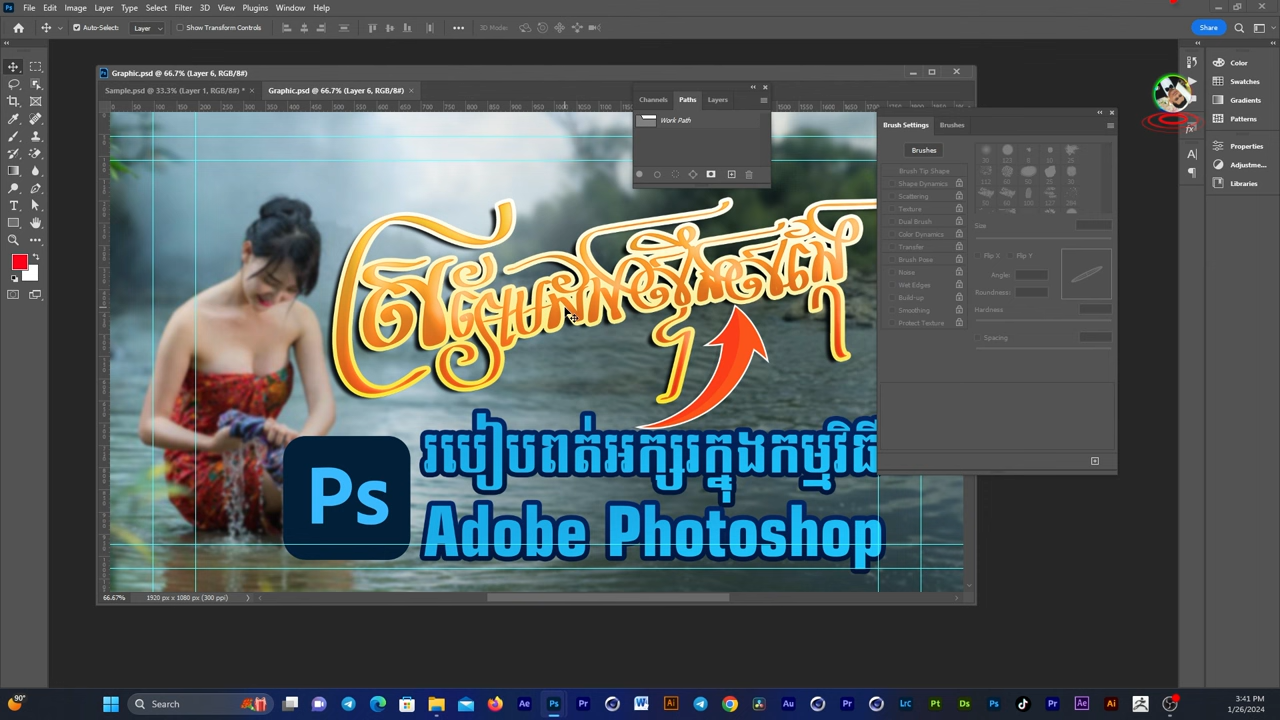 File Edit Image Layer Type Select Filter 3D View Plugins Window Help
Auto-Select: Layer Show Transform Controls 3D Mode: Share
Graphic.psd @ 66.7% (Layer 6, RGB/8#)
Sample.psd @ 33.3% (Layer 1, RGB/8#) * Graphic.psd @ 66.7% (Layer 6, RGB/8#)
Channels Paths Layers
Work Path
Brush Settings Brushes
Brushes
Brush Tip Shape
Shape Dynamics
Scattering
Texture
Dual Brush
Color Dynamics
Transfer
Brush Pose
Noise
Wet Edges
Build-up
Smoothing
Protect Texture
Size
Flip X Flip Y
Angle:
Roundness:
Hardness
Spacing
Color
Swatches
Gradients
Patterns
Properties
Adjustme...
Libraries
របៀបពត់អក្សរក្នុងកម្មវិធី
Ps Adobe Photoshop
66.67% 1920 px x 1080 px (300 ppi)
90°
Search
3:41 PM
1/26/2024